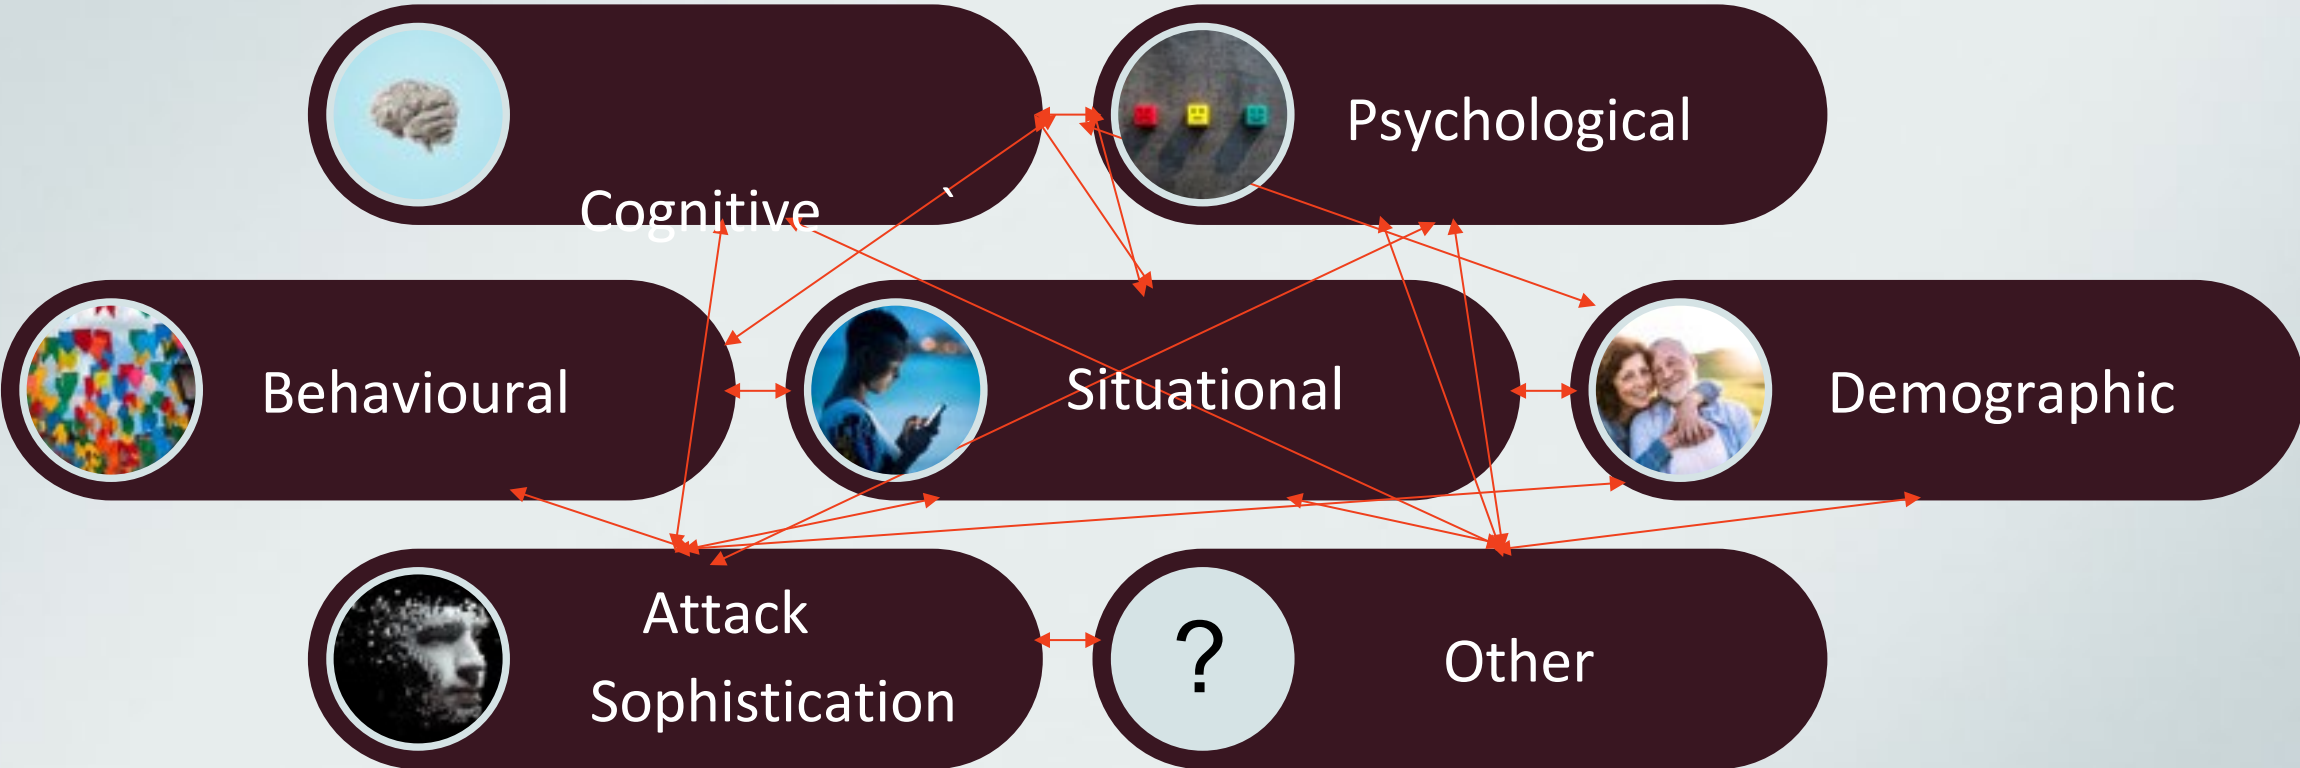 Psychological
Cognitive `
Behavioural
Situational
Demographic
Attack
Sophistication
?
Other